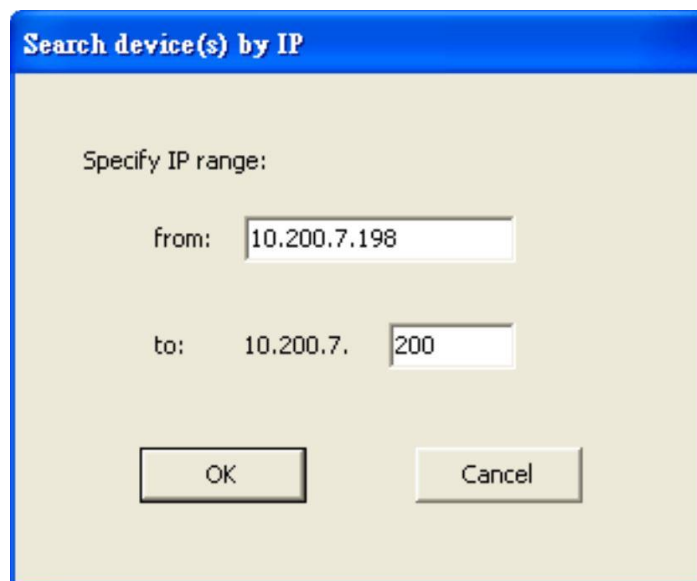 Search device(s) by IP
Specify IP range:
from: 10.200.7.198
to: 10.200.7. 200
OK Cancel